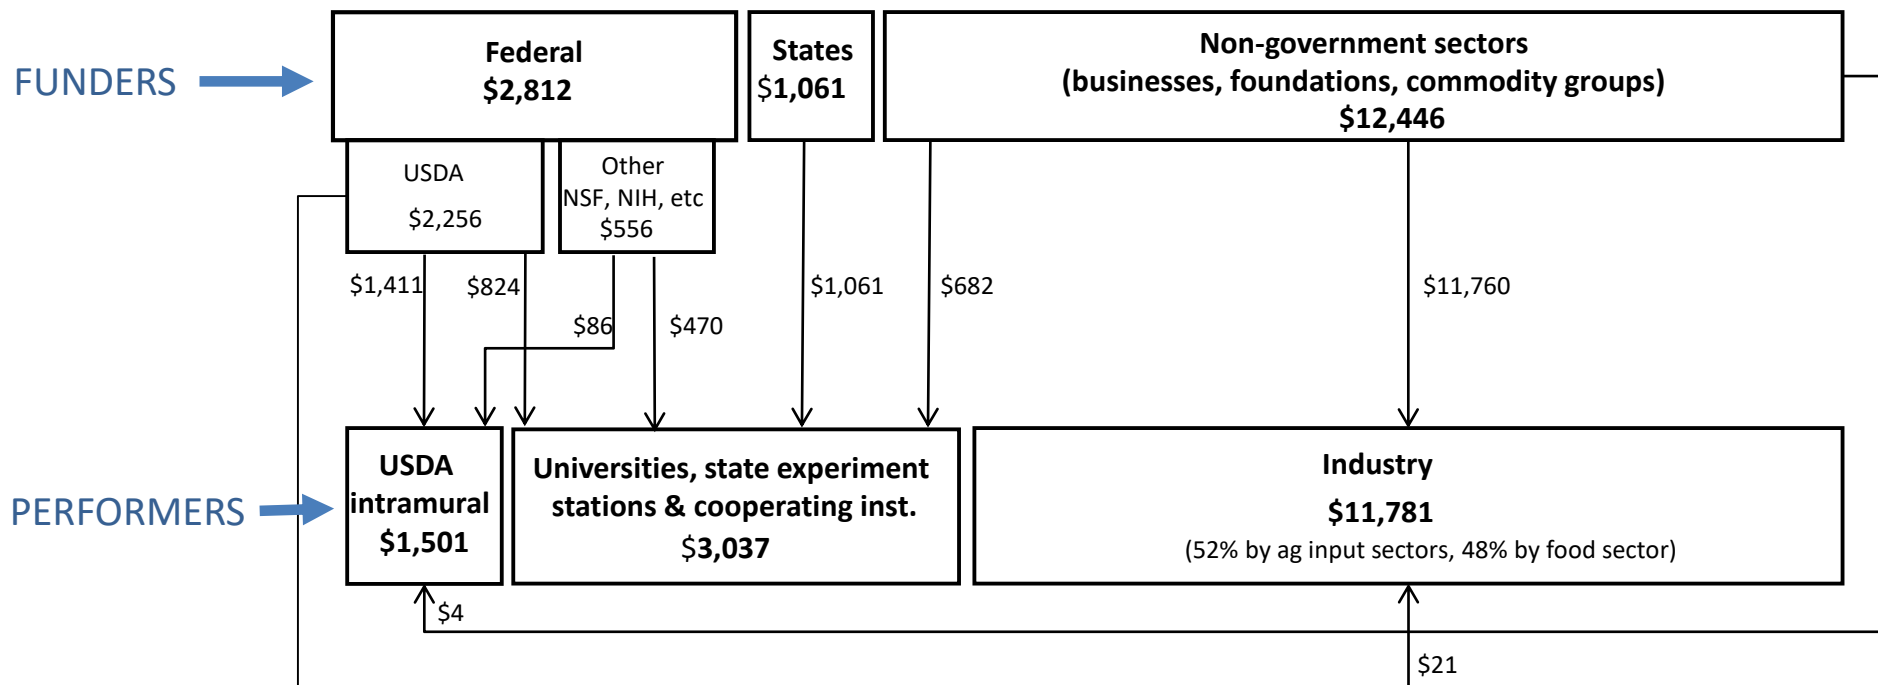 FUNDERS
Federal
$2,812
States
$1,061
Non-government sectors
(businesses, foundations, commodity groups)
$12,446
USDA
$2,256
Other
NSF, NIH, etc
$556
$1,411
$824
$86
$470
$1,061
$682
$11,760
PERFORMERS
USDA
intramural
$1,501
Universities, state experiment
stations & cooperating inst.
$3,037
Industry
$11,781
(52% by ag input sectors, 48% by food sector)
$4
$21